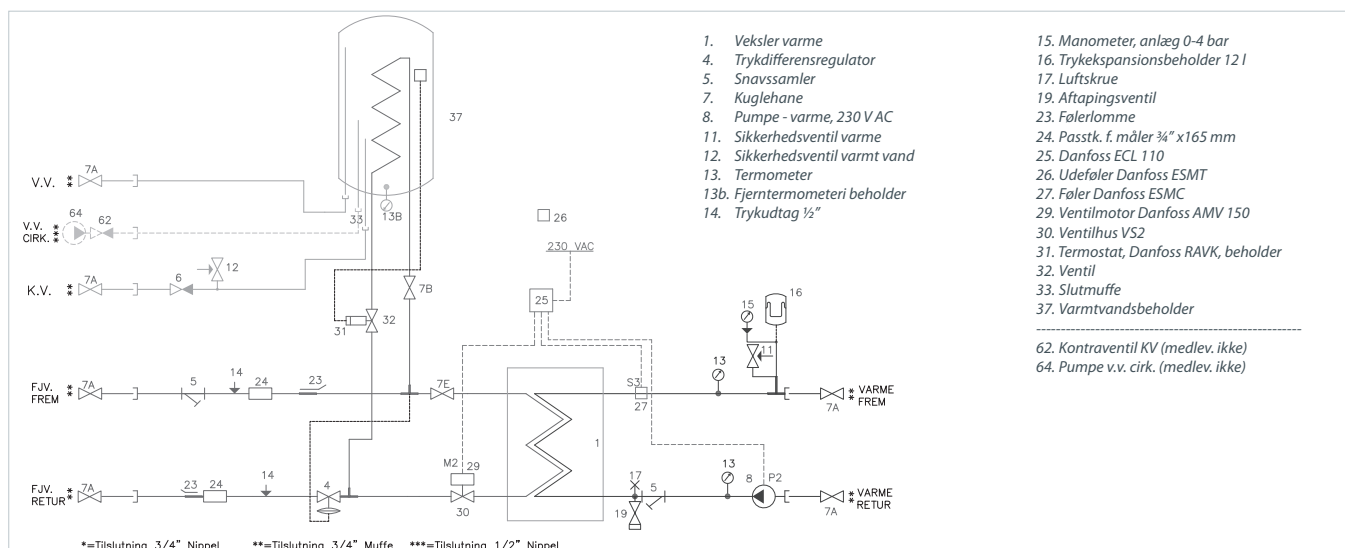 37
V.V. ** 7A
33
13B
64
62
V.V.
CIRK. ***
26
230 VAC
12
K.V. ** 7A
6
7B
25
15
16
31
32
11
FJV.
FREM ** 7A
5
14
24
23
7E
S3
27
13
7A
** VARME
FREM
1
M2
29
17
13
FJV.
RETUR ** 7A
23
24
14
4
30
5
19
8
P2
7A
** VARME
RETUR
*=Tilslutning 3/4" Nippel **=Tilslutning 3/4" Muffe ***=Tilslutning 1/2" Nippel
1. Veksler varme
4. Trykdifferensregulator
5. Snavssamler
7. Kuglehane
8. Pumpe - varme, 230 V AC
11. Sikkerhedsventil varme
12. Sikkerhedsventil varmt vand
13. Termometer
13b. Fjerntermometeri beholder
14. Trykudtag ½"
15. Manometer, anlæg 0-4 bar
16. Trykekspansionsbeholder 12 l
17. Luftskrue
19. Aftapingsventil
23. Følerlomme
24. Passtk. f. måler ¾" x165 mm
25. Danfoss ECL 110
26. Udeføler Danfoss ESMT
27. Føler Danfoss ESMC
29. Ventilmotor Danfoss AMV 150
30. Ventilhus VS2
31. Termostat, Danfoss RAVK, beholder
32. Ventil
33. Slutmuffe
37. Varmtvandsbeholder
62. Kontraventil KV (medlev. ikke)
64. Pumpe v.v. cirk. (medlev. ikke)